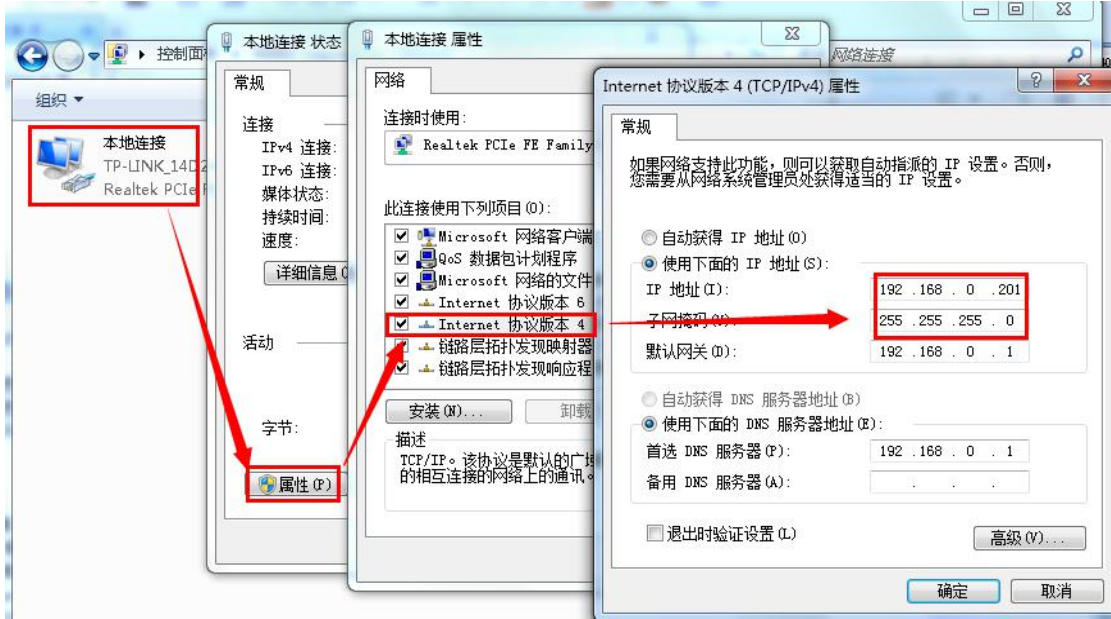 控制面
网络连接
组织
本地连接
TP-LINK_14D2
Realtek PCIe F
本地连接 状态
常规
连接
IPv4 连接:
IPv6 连接:
媒体状态:
持续时间:
速度:
详细信息(
活动
字节:
属性(P)
本地连接 属性
网络
连接时使用:
Realtek PCIe FE Family
此连接使用下列项目(O):
Microsoft 网络客户端
QoS 数据包计划程序
Microsoft 网络的文件
Internet 协议版本 6
Internet 协议版本 4
链路层拓扑发现映射器
链路层拓扑发现响应程
安装(N)...
卸载
描述
TCP/IP。该协议是默认的广域
的相互连接的网络上的通讯。
Internet 协议版本 4 (TCP/IPv4) 属性
常规
如果网络支持此功能，则可以获取自动指派的 IP 设置。否则，
您需要从网络系统管理员处获得适当的 IP 设置。
自动获得 IP 地址(O)
使用下面的 IP 地址(S):
IP 地址(I): 192 .168 . 0 .201
子网掩码(U): 255 .255 .255 . 0
默认网关(D): 192 .168 . 0 . 1
自动获得 DNS 服务器地址(B)
使用下面的 DNS 服务器地址(E):
首选 DNS 服务器(P): 192 .168 . 0 . 1
备用 DNS 服务器(A): . . .
退出时验证设置(L)
高级(V)...
确定
取消